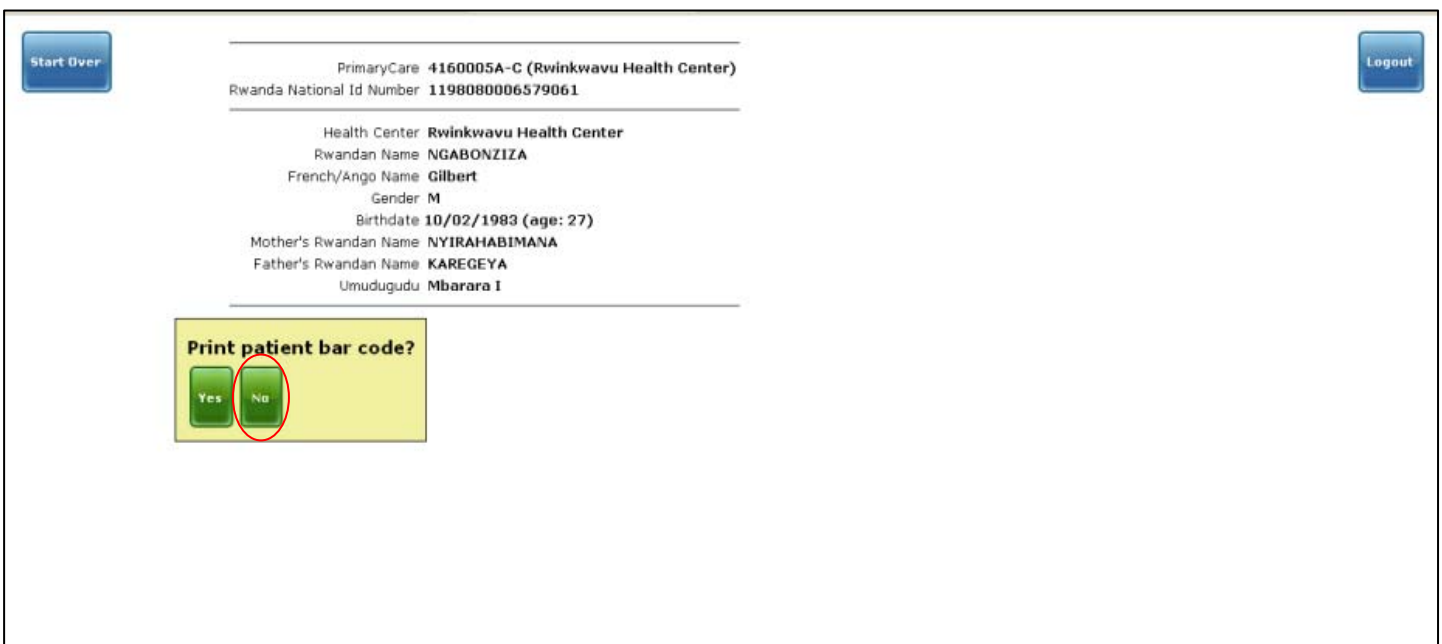 Start Over
Logout
PrimaryCare 4160005A-C (Rwinkwavu Health Center)
Rwanda National Id Number 1198080006579061
Health Center Rwinkwavu Health Center
Rwandan Name NGABONZIZA
French/Ango Name Gilbert
Gender M
Birthdate 10/02/1983 (age: 27)
Mother's Rwandan Name NYIRAHABIMANA
Father's Rwandan Name KAREGEYA
Umudugudu Mbarara I
Print patient bar code?
Yes No